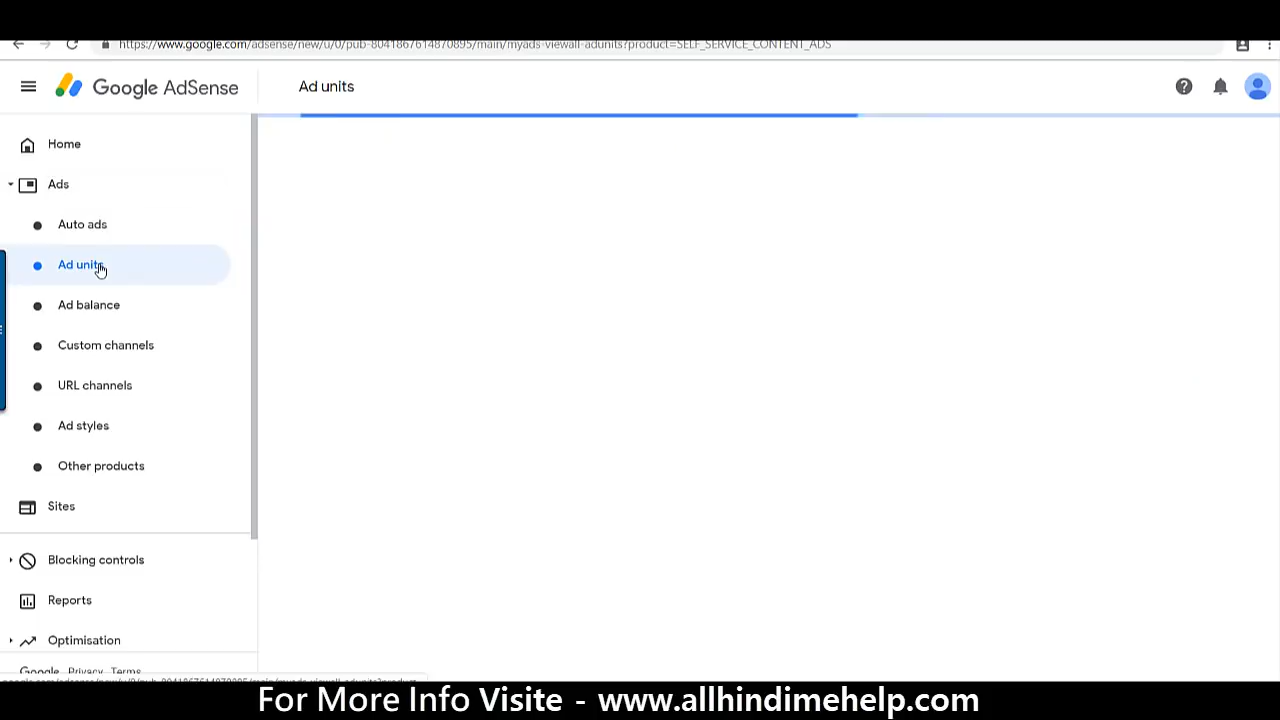 https://www.google.com/adsense/new/u/0/pub-8041867614870895/main/myads-viewall-adunits?product=SELF_SERVICE_CONTENT_ADS
Google AdSense
Ad units
Home
Ads
Auto ads
Ad units
Ad balance
Custom channels
URL channels
Ad styles
Other products
Sites
Blocking controls
Reports
Optimisation
Google Privacy Terms
For More Info Visite - www.allhindimehelp.com